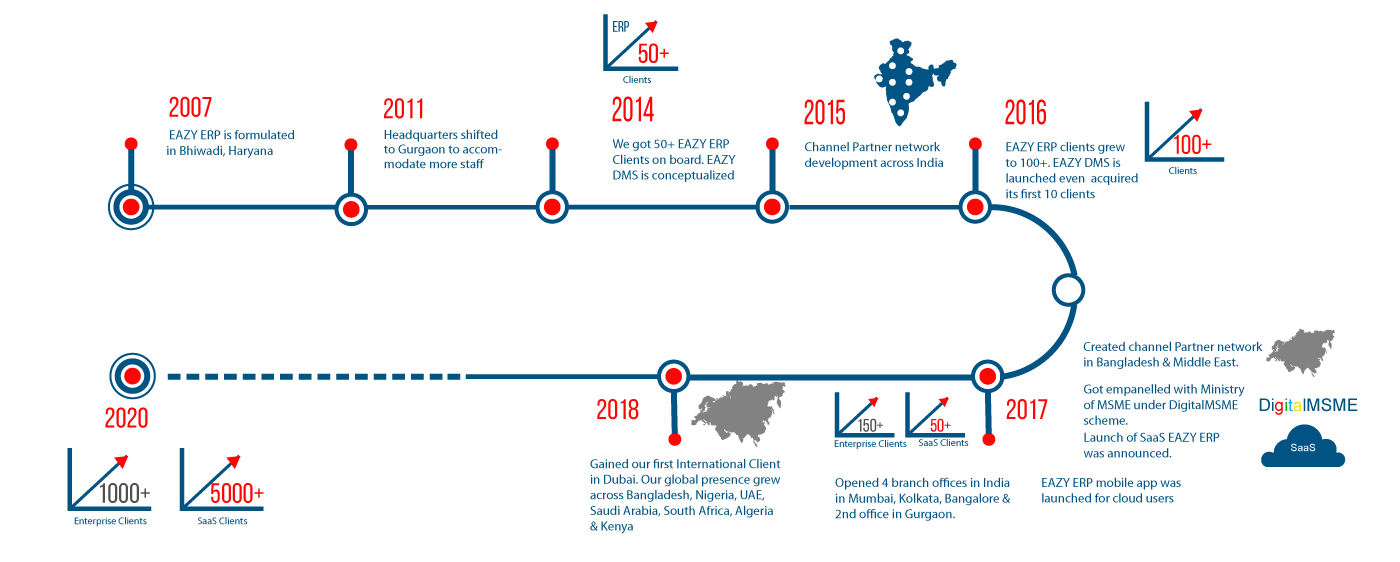 ERP
50+
Clients
2007
EAZY ERP is formulated
in Bhiwadi, Haryana
2011
Headquarters shifted
to Gurgaon to accom-
modate more staff
2014
We got 50+ EAZY ERP
Clients on board. EAZY
DMS is conceptualized
2015
Channel Partner network
development across India
2016
EAZY ERP clients grew
to 100+. EAZY DMS is
launched even acquired
its first 10 clients
100+
Clients
Created channel Partner network
in Bangladesh & Middle East.
Got empanelled with Ministry
of MSME under DigitalMSME
scheme.
DigitalMSME
Launch of SaaS EAZY ERP
was announced.
SaaS
2017
150+
Enterprise Clients
50+
SaaS Clients
Opened 4 branch offices in India
in Mumbai, Kolkata, Bangalore &
2nd office in Gurgaon.
EAZY ERP mobile app was
launched for cloud users
2018
Gained our first International Client
in Dubai. Our global presence grew
across Bangladesh, Nigeria, UAE,
Saudi Arabia, South Africa, Algeria
& Kenya
2020
1000+
Enterprise Clients
5000+
SaaS Clients